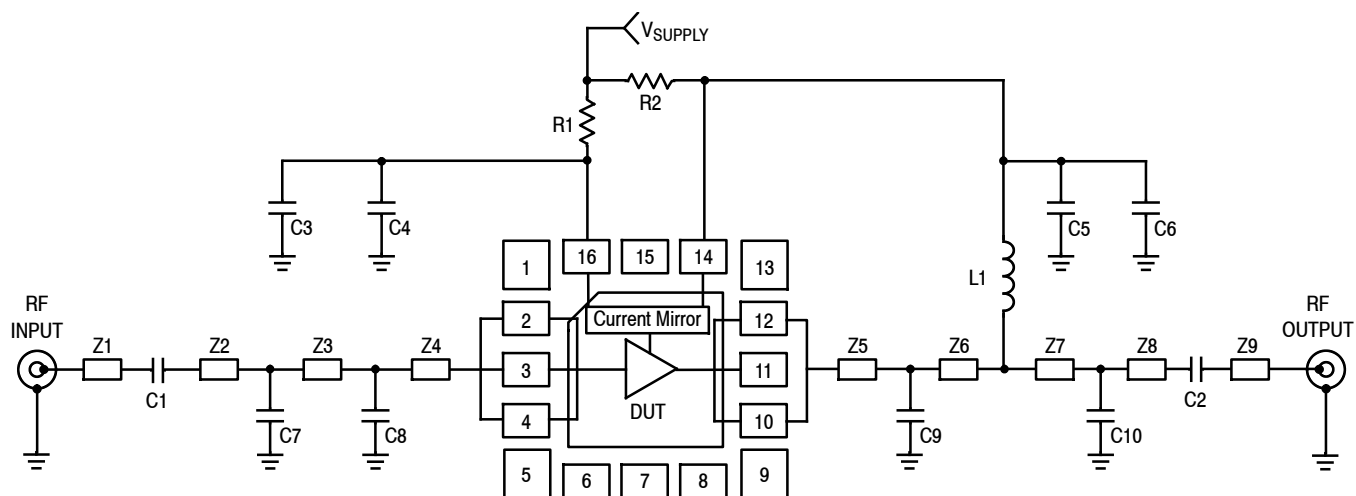 VSUPPLY
R2
R1
C3
C4
C5
C6
1
16
15
14
13
L1
RF
INPUT
RF
OUTPUT
2
Current Mirror
12
Z1
Z2
Z3
Z4
3
11
Z5
Z6
Z7
Z8
Z9
C1
DUT
C2
4
10
C7
C8
C9
C10
5
6
7
8
9